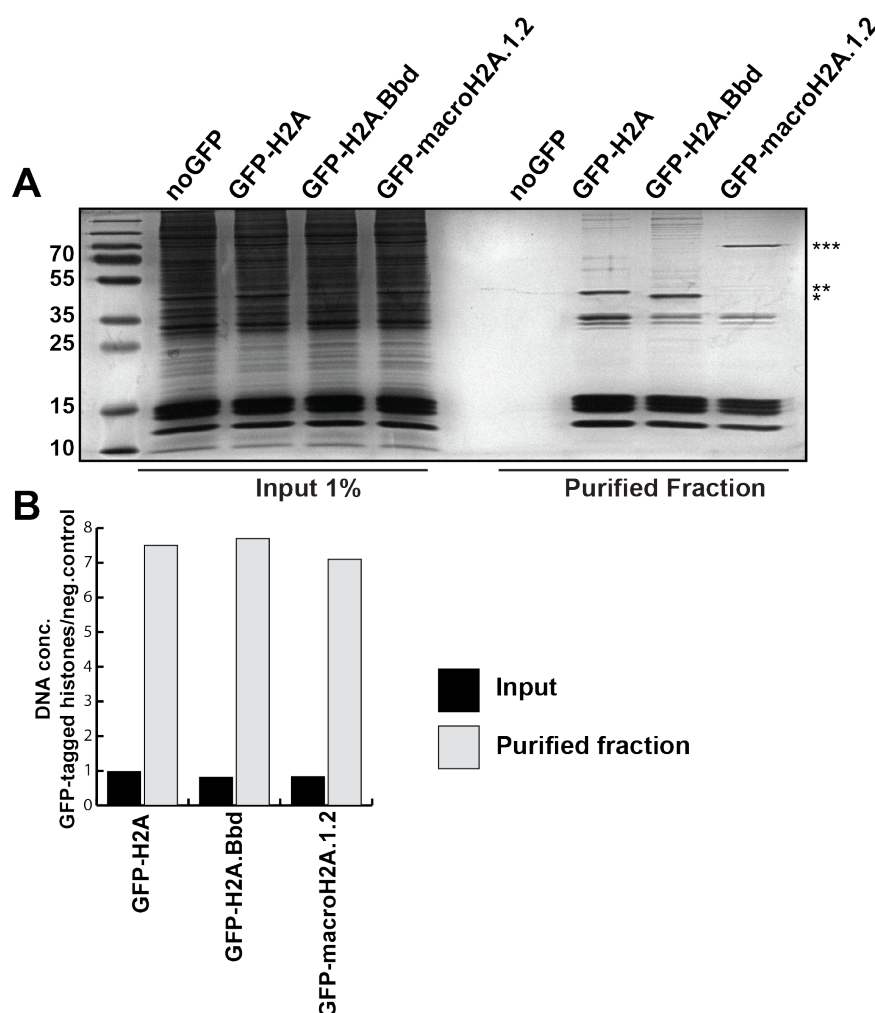 noGFP
GFP-H2A
GFP-H2A.Bbd
GFP-macroH2A.1.2
noGFP
GFP-H2A
GFP-H2A.Bbd
GFP-macroH2A.1.2
A
70
55
35
25
15
10
***
**
*
Input 1%
Purified Fraction
B
DNA conc.
GFP-tagged histones/neg.control
8
7
6
5
4
3
2
1
0
GFP-H2A
GFP-H2A.Bbd
GFP-macroH2A.1.2
Input
Purified fraction